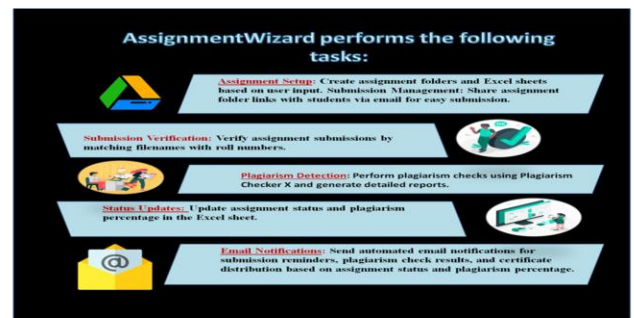 AssignmentWizard performs the following
tasks:
Assignment Setup: Create assignment folders and Excel sheets
based on user input. Submission Management: Share assignment
folder links with students via email for easy submission.
Submission Verification: Verify assignment submissions by
matching filenames with roll numbers.
Plagiarism Detection: Perform plagiarism checks using Plagiarism
Checker X and generate detailed reports.
Status Updates: Update assignment status and plagiarism
percentage in the Excel sheet.
Email Notifications: Send automated email notifications for
submission reminders, plagiarism check results, and certificate
distribution based on assignment status and plagiarism percentage.
@